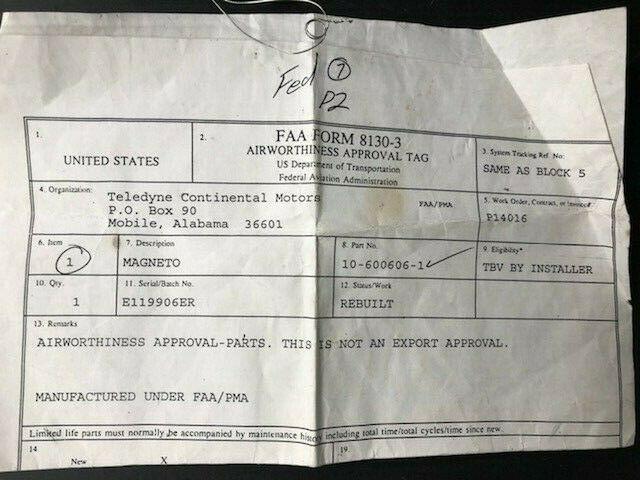 Fed 7
P2
1.
UNITED STATES
2.
FAA FORM 8130-3
AIRWORTHINESS APPROVAL TAG
US Department of Transportation
Federal Aviation Administration
3. System Tracking Ref. No:
SAME AS BLOCK 5
4. Organization:
Teledyne Continental Motors
P.O. Box 90
Mobile, Alabama 36601
FAA/PMA
5. Work Order, Contract, or Invoice#
P14016
6. Item
1
7. Description
MAGNETO
8. Part No.
10-600606-1
9. Eligibility*
TBV BY INSTALLER
10. Qty.
1
11. Serial/Batch No.
E119906ER
12. Status/Work
REBUILT
13. Remarks
AIRWORTHINESS APPROVAL-PARTS. THIS IS NOT AN EXPORT APPROVAL.
MANUFACTURED UNDER FAA/PMA
Limited life parts must normally be accompanied by maintenance history including total time/total cycles/time since new.
14
New X
19.